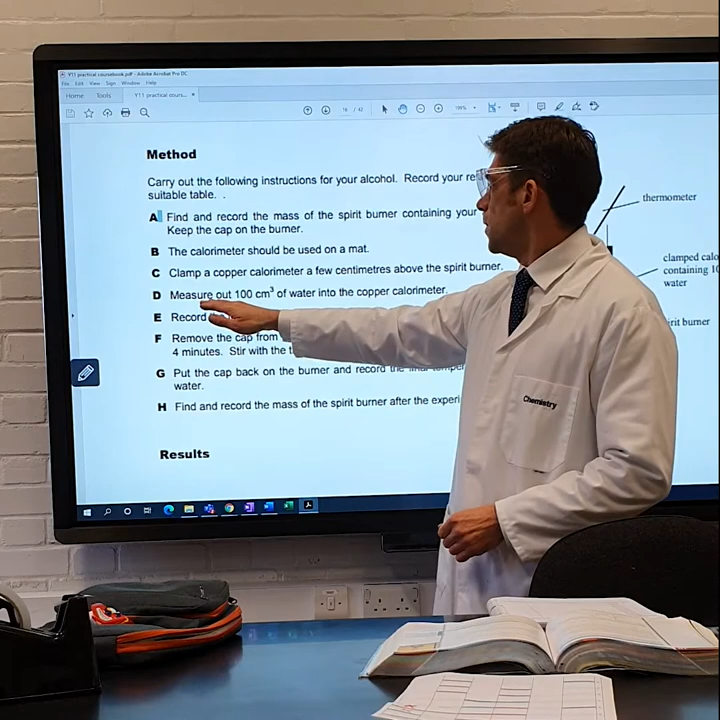 Y11 practical coursebook.pdf - Adobe Acrobat Pro DC
File Edit View Sign Window Help
Home Tools Y11 practical cours... ×
16 / 42
Method
Carry out the following instructions for your alcohol. Record your re
suitable table. .
A Find and record the mass of the spirit burner containing your
Keep the cap on the burner.
B The calorimeter should be used on a mat.
C Clamp a copper calorimeter a few centimetres above the spirit burner.
D Measure out 100 cm³ of water into the copper calorimeter.
E Record
F Remove the cap from
4 minutes. Stir with the t
G Put the cap back on the burner and record the
water.
H Find and record the mass of the spirit burner after the experi
Results
thermometer
clamped calo
containing 10
water
irit burner
Chemistry